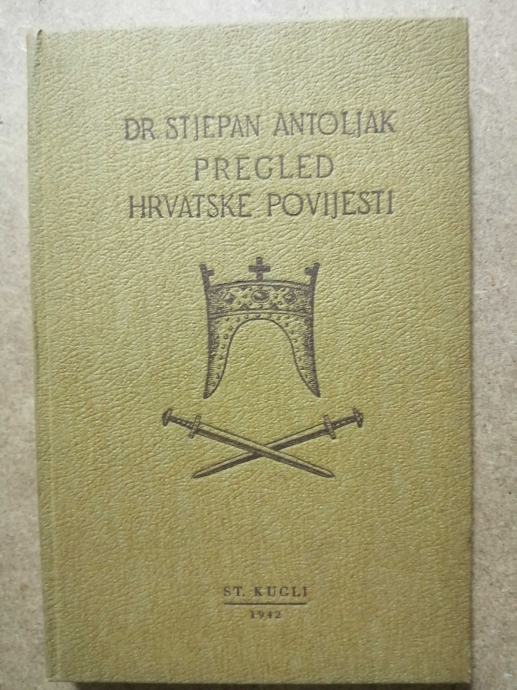 DR. STJEPAN ANTOLJAK
PREGLED
HRVATSKE POVIJESTI
ST. KUGLI
1942